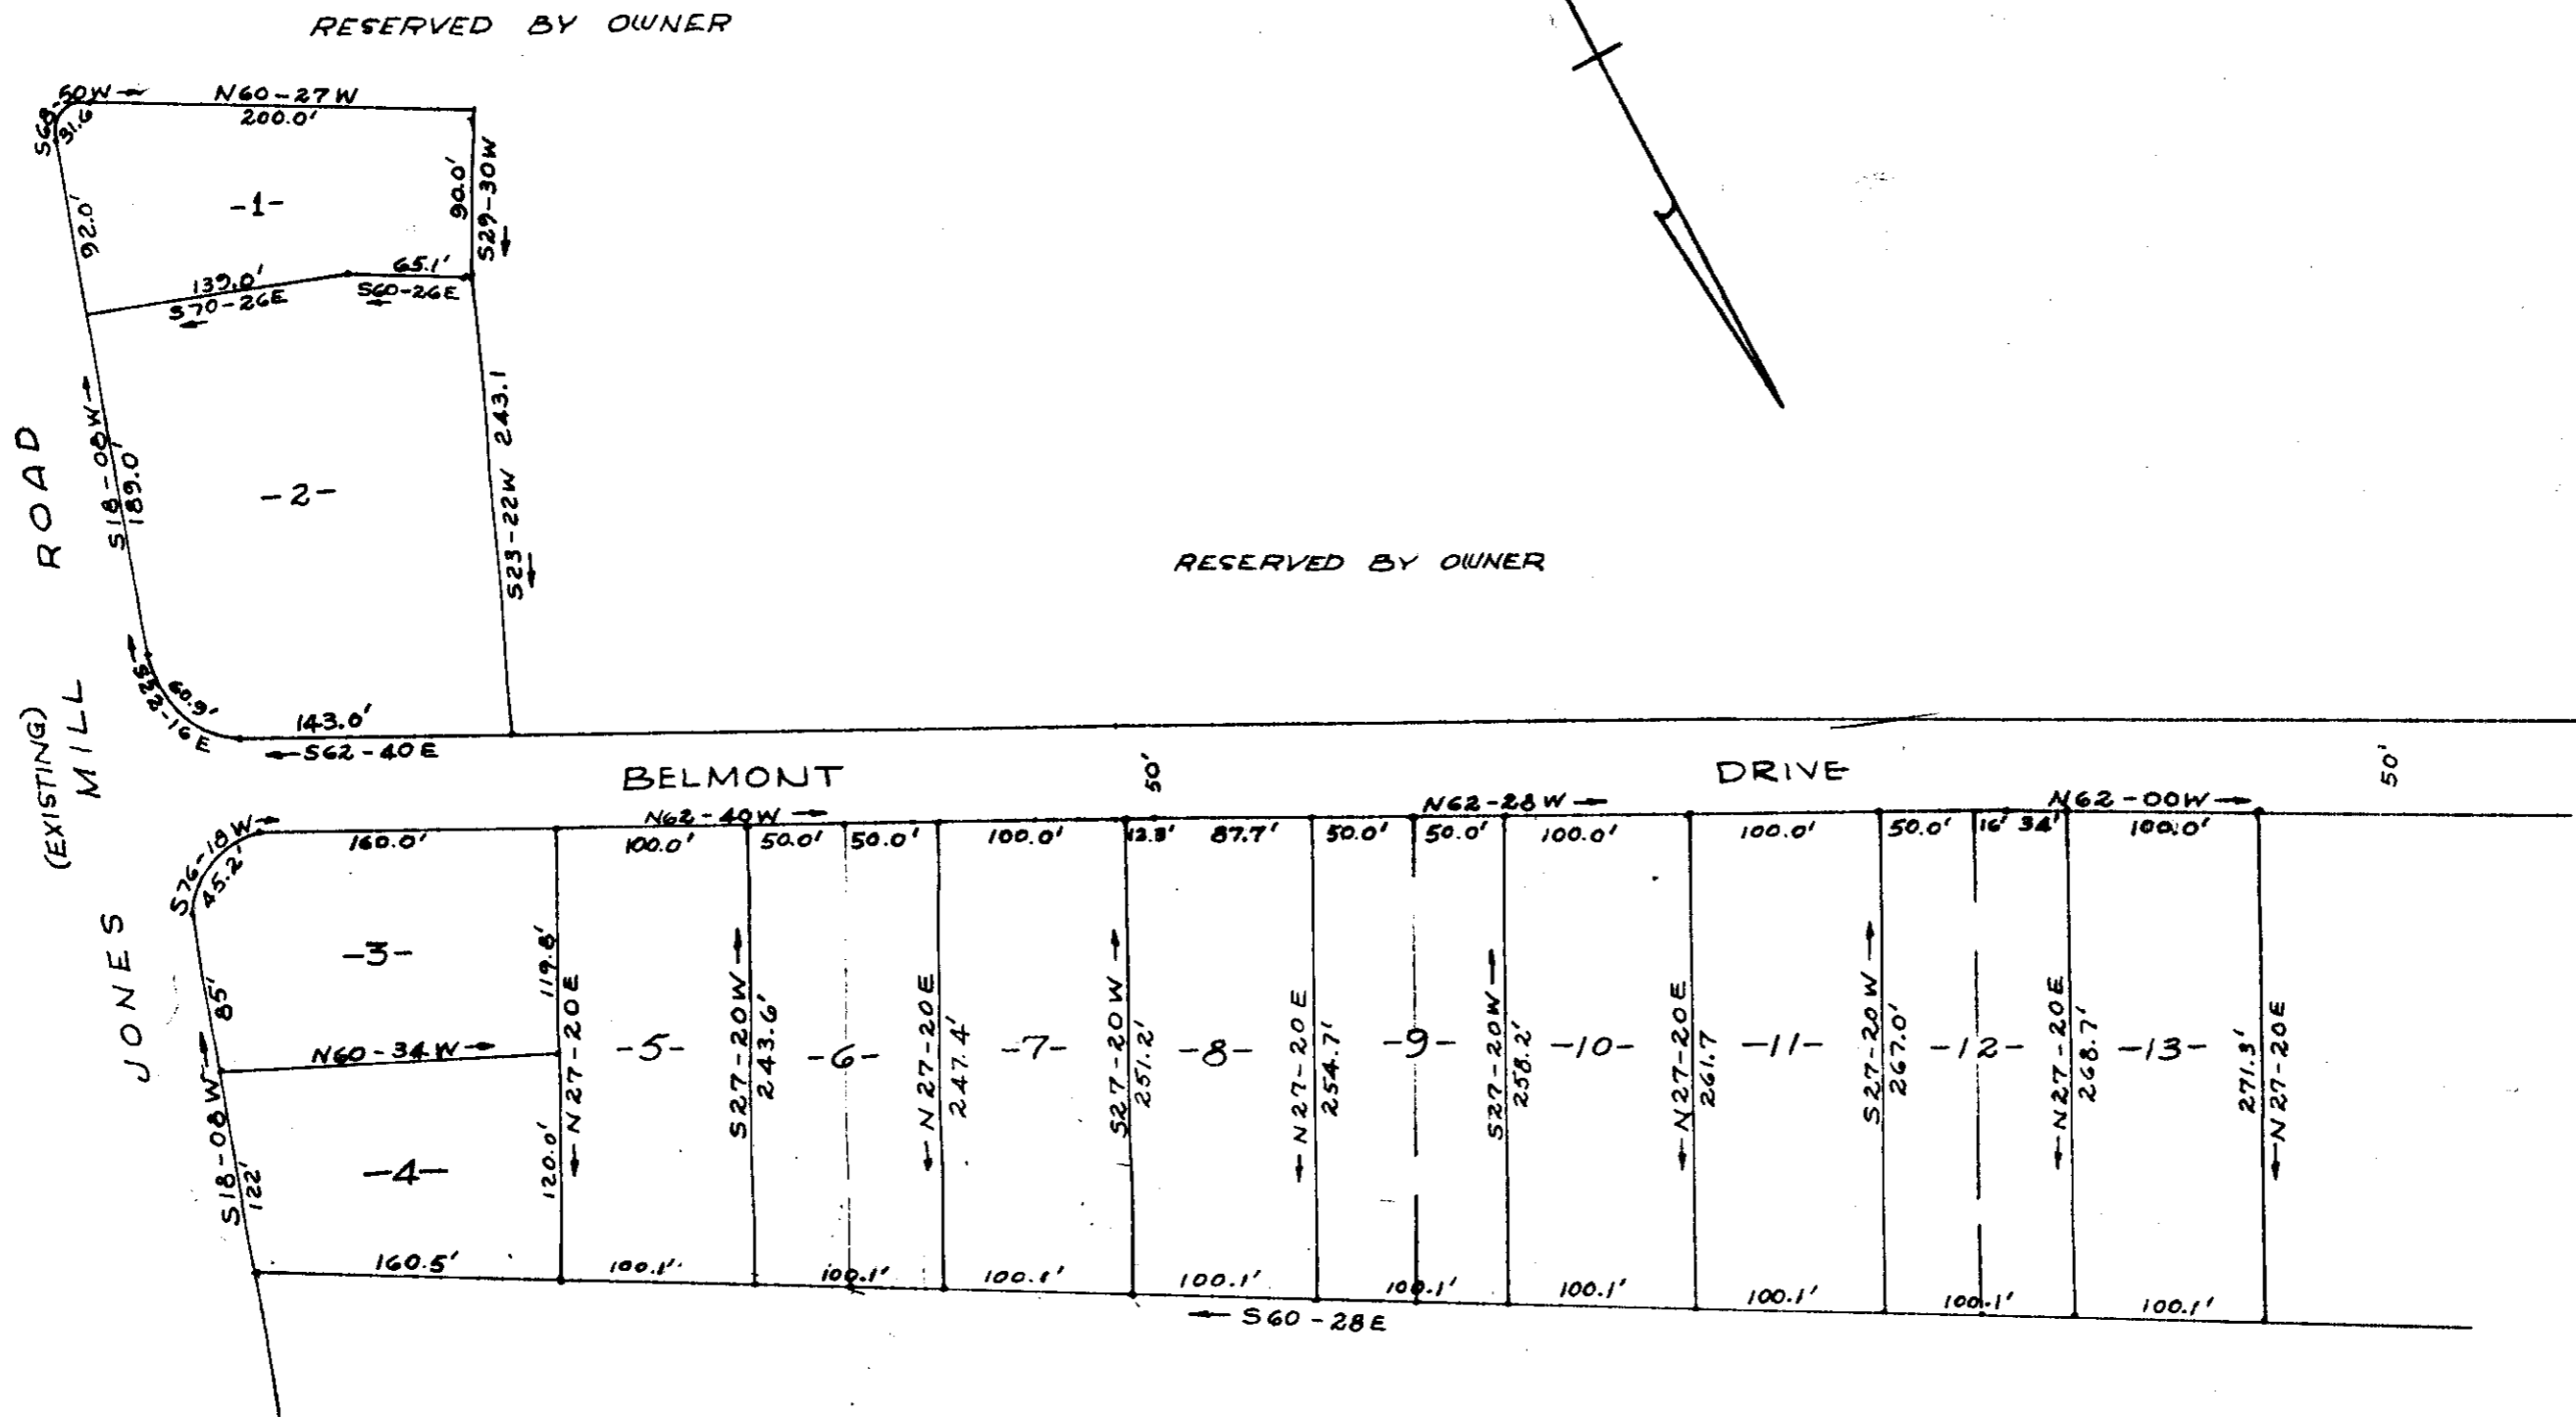 RESERVED BY OWNER
S68-50W
31.6
N60-27W
200.0'
90.0'
S29-30W
92.0'
-1-
139.0'
S70-26E
65.1'
S60-26E
S18-08W
189.0'
-2-
S23-22W 243.1
RESERVED BY OWNER
60.9'
S22-16E
143.0'
S62-40E
(EXISTING)
JONES MILL ROAD
BELMONT DRIVE
50'
50'
S76-18W
45.2'
N62-40W
N62-28W
N62-00W
160.0'
100.0'
50.0'
50.0'
100.0'
12.3'
87.7'
50.0'
50.0'
100.0'
100.0'
50.0'
16'
34'
100.0'
-3-
85'
119.8'
N60-34W
N27-20E
S18-08W
122'
-4-
120.0'
-5-
S27-20W
243.6'
-6-
N27-20E
247.4'
-7-
S27-20W
251.2'
-8-
N27-20E
254.7'
-9-
S27-20W
258.2'
-10-
N27-20E
261.7
-11-
S27-20W
267.0'
-12-
N27-20E
268.7'
-13-
271.3'
N27-20E
160.5'
100.1'
100.1'
100.1'
100.1'
100.1'
100.1'
100.1'
100.1'
100.1'
S60-28E